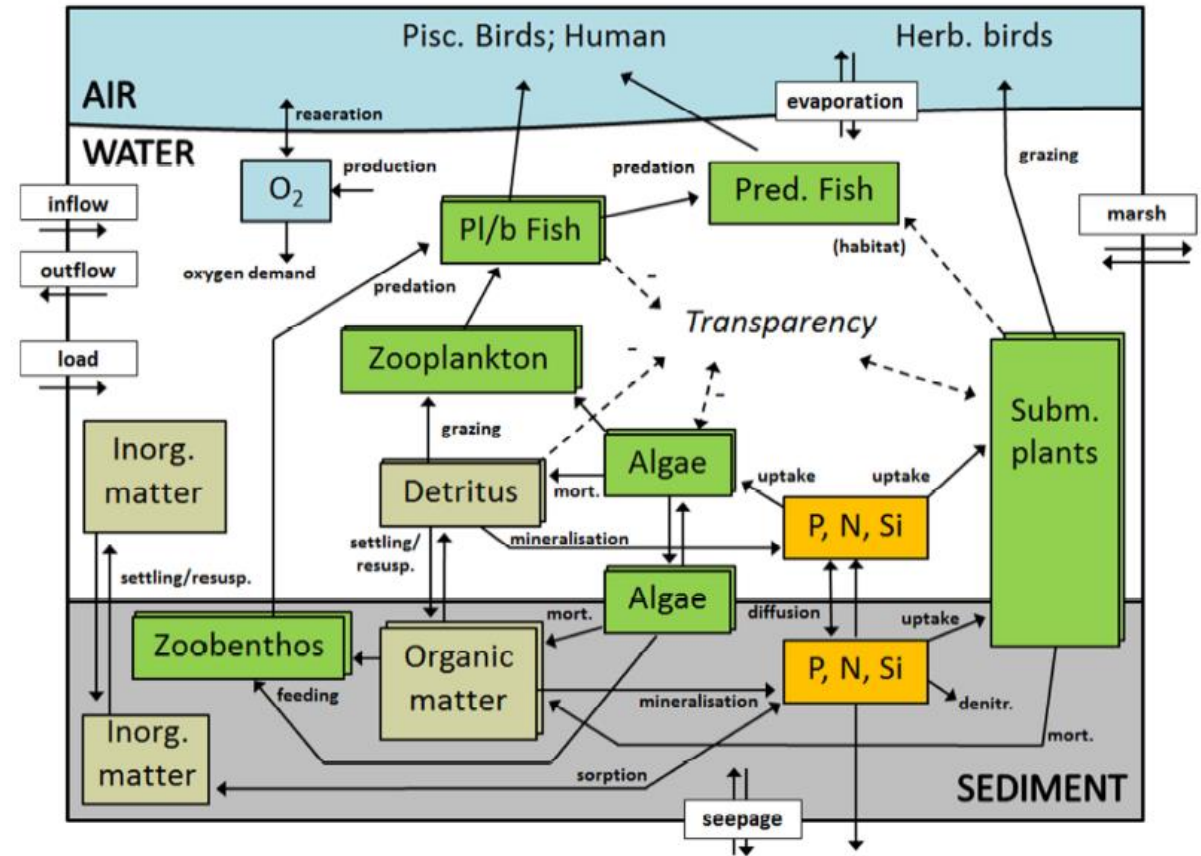 Pisc. Birds; Human
Herb. birds
AIR
evaporation
reaeration
WATER
grazing
production
predation
O₂
Pred. Fish
inflow
Pl/b Fish
marsh
(habitat)
outflow
oxygen demand
predation
-
Transparency
load
Zooplankton
-
-
Subm.
plants
grazing
Inorg.
matter
Algae
Detritus
mort.
uptake
uptake
P, N, Si
settling/
resusp.
mineralisation
settling/resusp.
Algae
diffusion
mort.
uptake
Zoobenthos
Organic
matter
P, N, Si
feeding
mineralisation
denitr.
Inorg.
matter
mort.
sorption
SEDIMENT
seepage